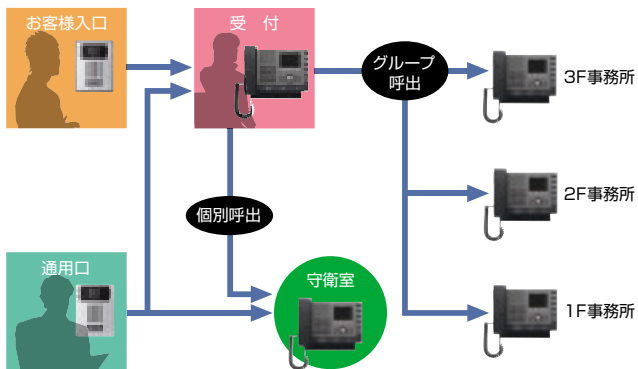 お客様入口
受　付
グループ
呼出
3F事務所
2F事務所
個別呼出
通用口
守衛室
1F事務所